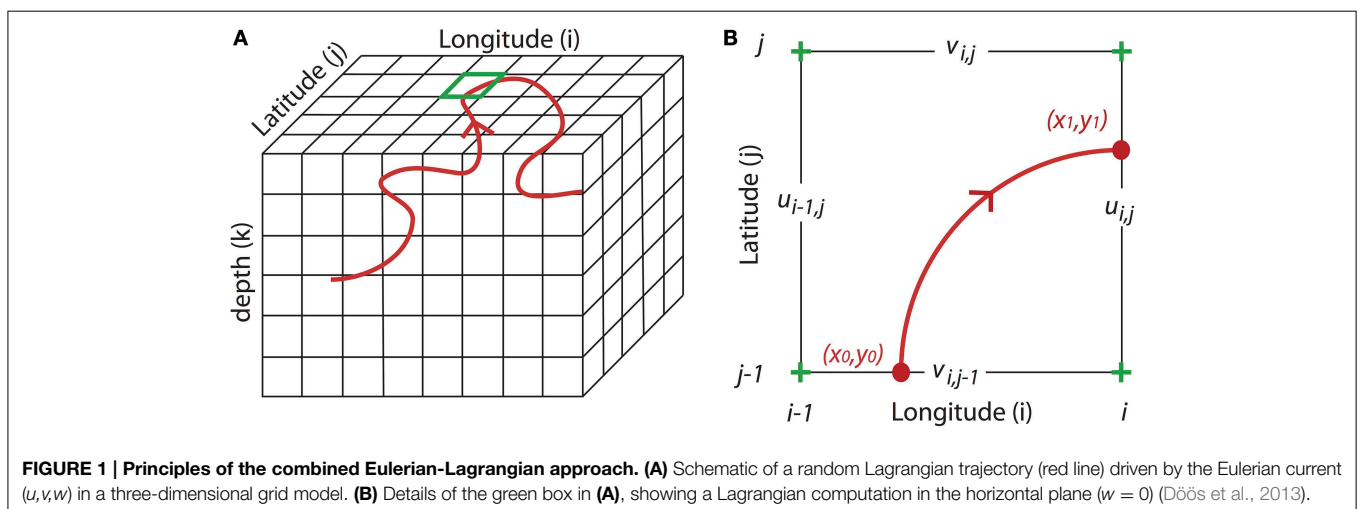 A
Longitude (i)
Latitude (j)
depth (k)
B
j
v i,j
(x1,y1)
Latitude (j)
u i-1,j
u i,j
(x0,y0)
j-1
v i,j-1
i-1
Longitude (i)
i
FIGURE 1 | Principles of the combined Eulerian-Lagrangian approach. (A) Schematic of a random Lagrangian trajectory (red line) driven by the Eulerian current
(u,v,w) in a three-dimensional grid model. (B) Details of the green box in (A), showing a Lagrangian computation in the horizontal plane (w = 0) (Döös et al., 2013).